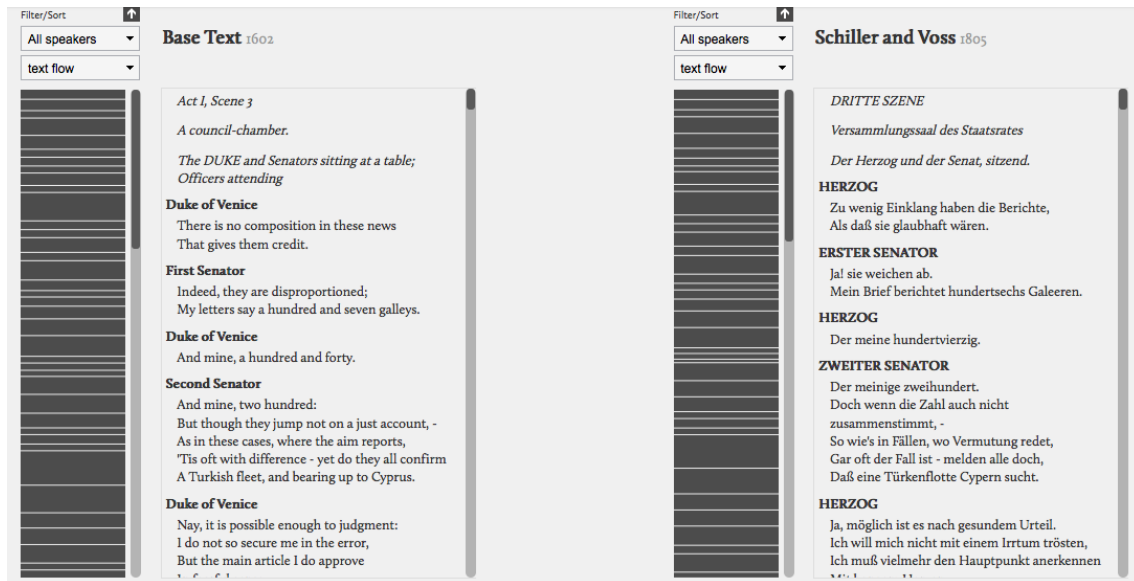 Filter/Sort
All speakers
text flow
Base Text 1602
Act I, Scene 3
A council-chamber.
The DUKE and Senators sitting at a table;
Officers attending
Duke of Venice
There is no composition in these news
That gives them credit.
First Senator
Indeed, they are disproportioned;
My letters say a hundred and seven galleys.
Duke of Venice
And mine, a hundred and forty.
Second Senator
And mine, two hundred:
But though they jump not on a just account, -
As in these cases, where the aim reports,
'Tis oft with difference - yet do they all confirm
A Turkish fleet, and bearing up to Cyprus.
Duke of Venice
Nay, it is possible enough to judgment:
I do not so secure me in the error,
But the main article I do approve
Filter/Sort
All speakers
text flow
Schiller and Voss 1805
DRITTE SZENE
Versammlungssaal des Staatsrates
Der Herzog und der Senat, sitzend.
HERZOG
Zu wenig Einklang haben die Berichte,
Als daß sie glaubhaft wären.
ERSTER SENATOR
Ja! sie weichen ab.
Mein Brief berichtet hundertsechs Galeeren.
HERZOG
Der meine hundertvierzig.
ZWEITER SENATOR
Der meinige zweihundert.
Doch wenn die Zahl auch nicht
zusammenstimmt, -
So wie's in Fällen, wo Vermutung redet,
Gar oft der Fall ist - melden alle doch,
Daß eine Türkenflotte Cypern sucht.
HERZOG
Ja, möglich ist es nach gesundem Urteil.
Ich will mich nicht mit einem Irrtum trösten,
Ich muß vielmehr den Hauptpunkt anerkennen